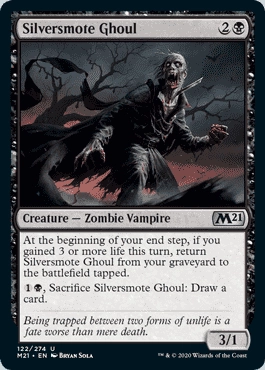 Silversmote Ghoul 2
Creature — Zombie Vampire M21
At the beginning of your end step, if you
gained 3 or more life this turn, return
Silversmote Ghoul from your graveyard to
the battlefield tapped.
1 , Sacrifice Silversmote Ghoul: Draw a
card.
Being trapped between two forms of unlife is a
fate worse than mere death.
3/1
122/274 U
M21 • EN BRYAN SOLA ™ & © 2020 Wizards of the Coast